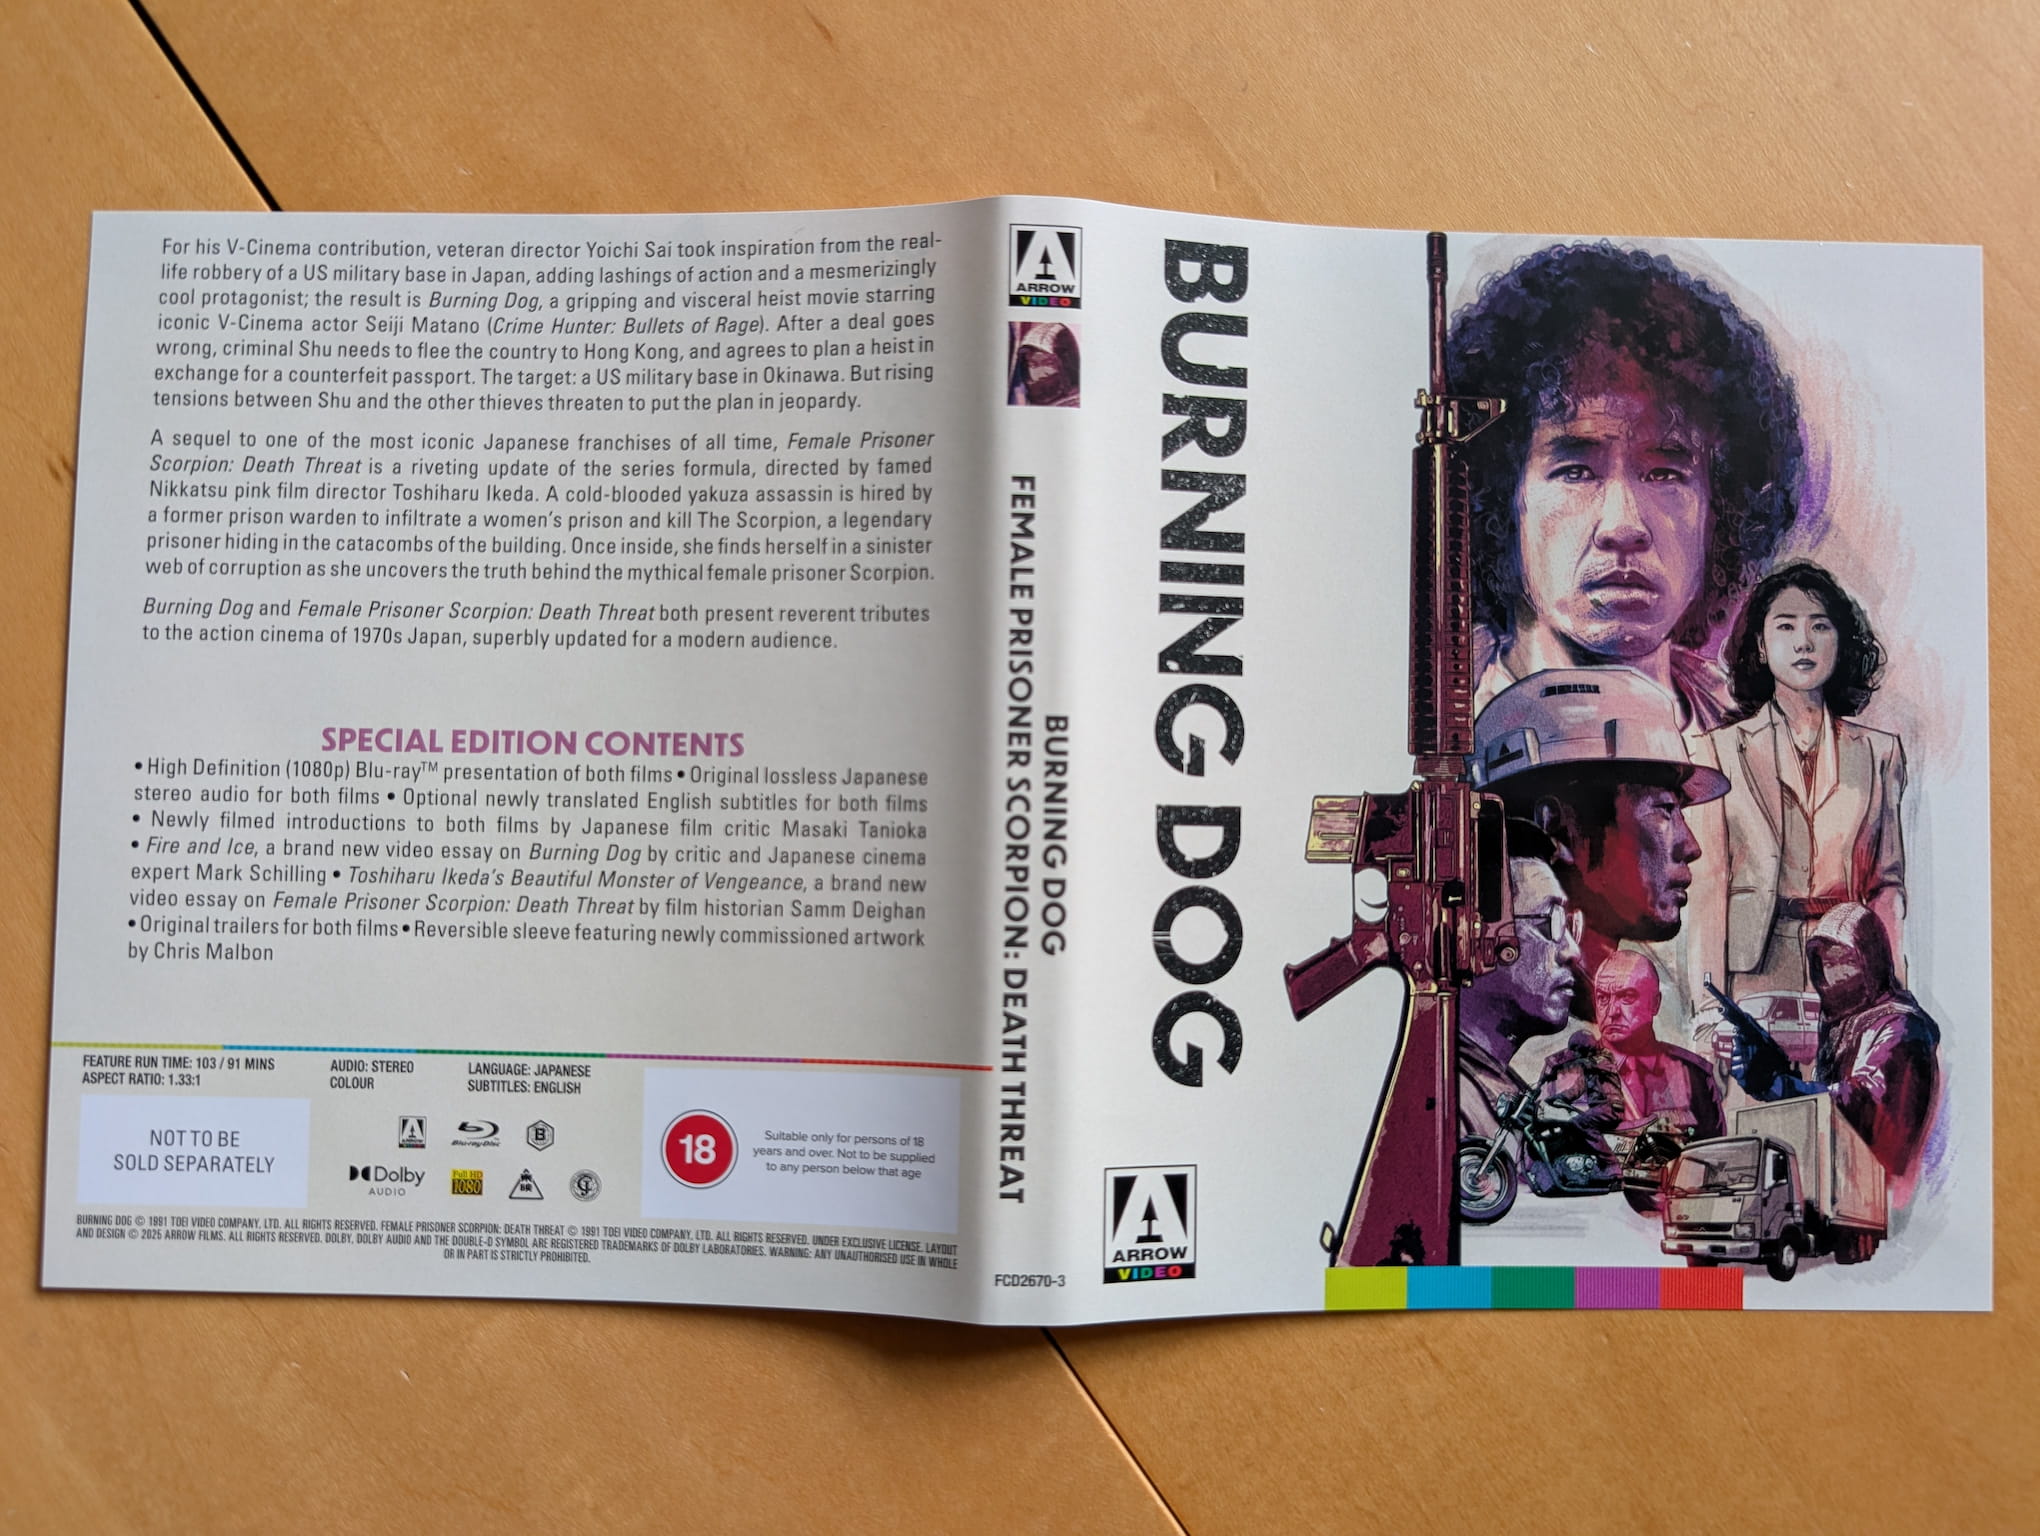 For his V-Cinema contribution, veteran director Yoichi Sai took inspiration from the real-
life robbery of a US military base in Japan, adding lashings of action and a mesmerizingly
cool protagonist; the result is Burning Dog, a gripping and visceral heist movie starring
iconic V-Cinema actor Seiji Matano (Crime Hunter: Bullets of Rage). After a deal goes
wrong, criminal Shu needs to flee the country to Hong Kong, and agrees to plan a heist in
exchange for a counterfeit passport. The target: a US military base in Okinawa. But rising
tensions between Shu and the other thieves threaten to put the plan in jeopardy.
A sequel to one of the most iconic Japanese franchises of all time, Female Prisoner
Scorpion: Death Threat is a riveting update of the series formula, directed by famed
Nikkatsu pink film director Toshiharu Ikeda. A cold-blooded yakuza assassin is hired by
a former prison warden to infiltrate a women's prison and kill The Scorpion, a legendary
prisoner hiding in the catacombs of the building. Once inside, she finds herself in a sinister
web of corruption as she uncovers the truth behind the mythical female prisoner Scorpion.
Burning Dog and Female Prisoner Scorpion: Death Threat both present reverent tributes
to the action cinema of 1970s Japan, superbly updated for a modern audience.
SPECIAL EDITION CONTENTS
• High Definition (1080p) Blu-ray™ presentation of both films • Original lossless Japanese
stereo audio for both films • Optional newly translated English subtitles for both films
• Newly filmed introductions to both films by Japanese film critic Masaki Tanioka
• Fire and Ice, a brand new video essay on Burning Dog by critic and Japanese cinema
expert Mark Schilling • Toshiharu Ikeda's Beautiful Monster of Vengeance, a brand new
video essay on Female Prisoner Scorpion: Death Threat by film historian Samm Deighan
• Original trailers for both films • Reversible sleeve featuring newly commissioned artwork
by Chris Malbon
FEATURE RUN TIME: 103 / 91 MINS
ASPECT RATIO: 1.33:1
AUDIO: STEREO
COLOUR
LANGUAGE: JAPANESE
SUBTITLES: ENGLISH
NOT TO BE
SOLD SEPARATELY
Blu-ray Disc
B
Dolby
AUDIO
Full HD
1080
18
Suitable only for persons of 18
years and over. Not to be supplied
to any person below that age
BURNING DOG © 1991 TOEI VIDEO COMPANY, LTD. ALL RIGHTS RESERVED. FEMALE PRISONER SCORPION: DEATH THREAT © 1991 TOEI VIDEO COMPANY, LTD. ALL RIGHTS RESERVED. UNDER EXCLUSIVE LICENSE. LAYOUT
AND DESIGN © 2025 ARROW FILMS. ALL RIGHTS RESERVED. DOLBY, DOLBY AUDIO AND THE DOUBLE-D SYMBOL ARE REGISTERED TRADEMARKS OF DOLBY LABORATORIES. WARNING: ANY UNAUTHORISED USE IN WHOLE
OR IN PART IS STRICTLY PROHIBITED.
ARROW
VIDEO
BURNING DOG
FEMALE PRISONER SCORPION: DEATH THREAT
FCD2670-3
BURNING DOG
ARROW
VIDEO